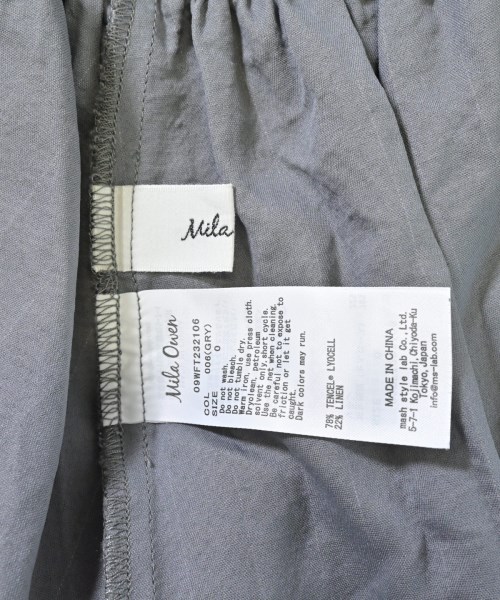 Mila
Mila Owen
09WFT232106
COL 006(GRY)
SIZE 0
Do not wash.
Do not bleach.
Do not tumble dry.
Warm iron, use press cloth.
Dryclean, petroleum
solvent only,short cycle.
Use the net when cleaning.
Be careful not to expose to
friction or let it get
caught.
Dark colors may run.
78% TENCEL® LYOCELL
22% LINEN
MADE IN CHINA
mash style lab Co., Ltd.
5-7-1 Kojimachi, Chiyoda-Ku
Tokyo, Japan
info@ms-lab.com